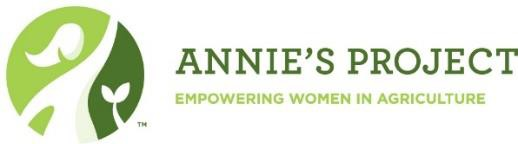 ANNIE'S PROJECT
EMPOWERING WOMEN IN AGRICULTURE
TM